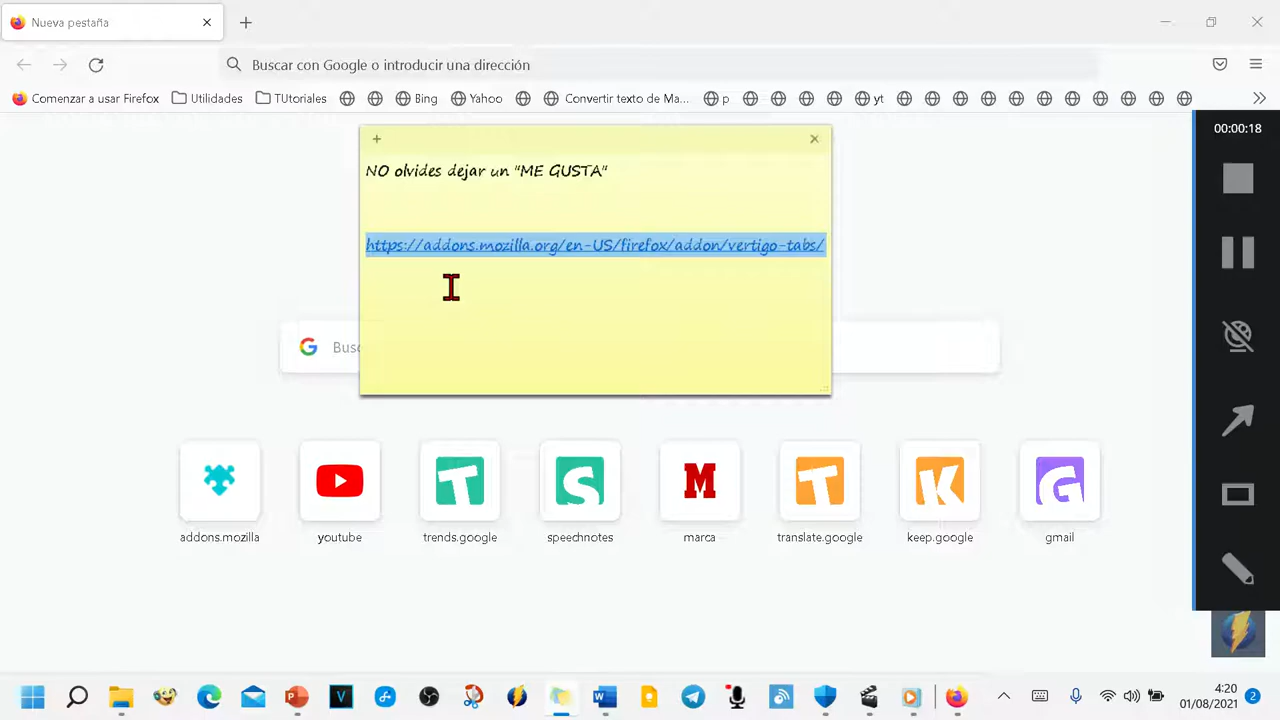 Nueva pestaña
Buscar con Google o introducir una dirección
Comenzar a usar Firefox
Utilidades
TUtoriales
Bing
Yahoo
Convertir texto de Ma...
p
yt
00:00:18
NO olvides dejar un "ME GUSTA"
https://addons.mozilla.org/en-US/firefox/addon/vertigo-tabs/
Busc
T
S
M
T
K
G
addons.mozilla
youtube
trends.google
speechnotes
marca
translate.google
keep.google
gmail
4:20
01/08/2021
2